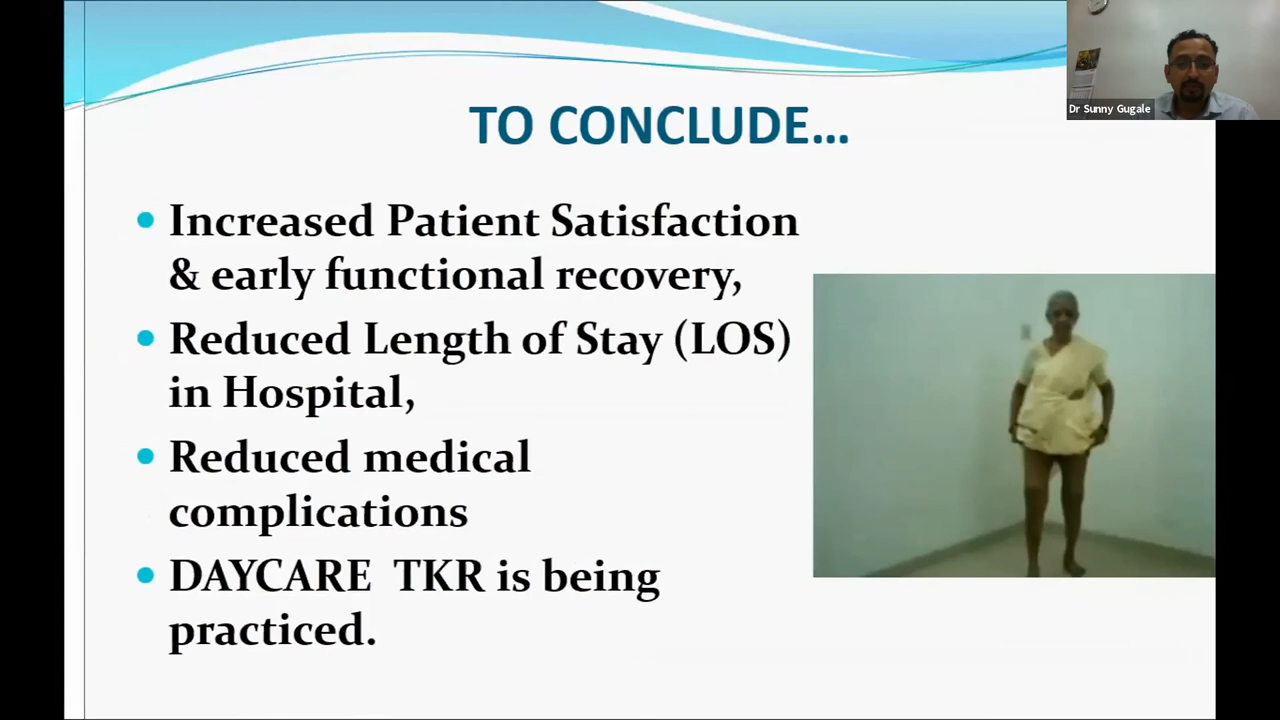 Dr Sunny Gugale
TO CONCLUDE...
• Increased Patient Satisfaction
& early functional recovery,
• Reduced Length of Stay (LOS)
in Hospital,
• Reduced medical
complications
• DAYCARE TKR is being
practiced.